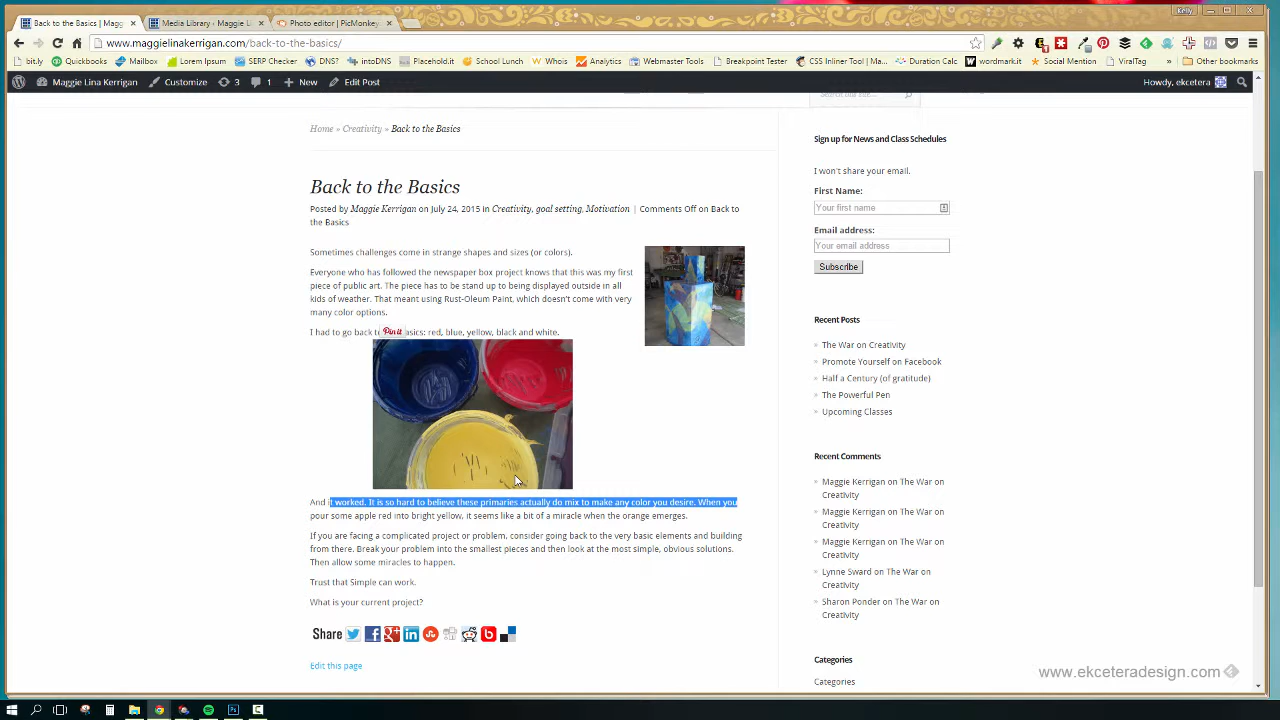 Back to the Basics | Magg
Media Library ‹ Maggie L
Photo editor | PicMonkey
Kelly
www.maggielinakerrigan.com/back-to-the-basics/
bit.ly
Quickbooks
Mailbox
Lorem Ipsum
SERP Checker
DNS?
intoDNS
Placehold.it
School Lunch
Whois
Analytics
Webmaster Tools
Breakpoint Tester
CSS Inliner Tool | Ma...
Duration Calc
wordmark.it
Social Mention
ViralTag
»
Other bookmarks
Maggie Lina Kerrigan
Customize
3
1
New
Edit Post
Howdy, ekcetera
Home » Creativity » Back to the Basics
Back to the Basics
Posted by Maggie Kerrigan on July 24, 2015 in Creativity, goal setting, Motivation | Comments Off on Back to
the Basics
Sometimes challenges come in strange shapes and sizes (or colors).
Everyone who has followed the newspaper box project knows that this was my first
piece of public art. The piece has to be stand up to being displayed outside in all
kids of weather. That meant using Rust-Oleum Paint, which doesn't come with very
many color options.
I had to go back t Pin it asics: red, blue, yellow, black and white.
And it worked. It is so hard to believe these primaries actually do mix to make any color you desire. When you
pour some apple red into bright yellow, it seems like a bit of a miracle when the orange emerges.
If you are facing a complicated project or problem, consider going back to the very basic elements and building
from there. Break your problem into the smallest pieces and then look at the most simple, obvious solutions.
Then allow some miracles to happen.
Trust that Simple can work.
What is your current project?
Share
Edit this page
Sign up for News and Class Schedules
I won't share your email.
First Name:
Your first name
Email address:
Your email address
Subscribe
Recent Posts
The War on Creativity
Promote Yourself on Facebook
Half a Century (of gratitude)
The Powerful Pen
Upcoming Classes
Recent Comments
Maggie Kerrigan on The War on
Creativity
Maggie Kerrigan on The War on
Creativity
Maggie Kerrigan on The War on
Creativity
Lynne Sward on The War on
Creativity
Sharon Ponder on The War on
Creativity
Categories
Categories
www.ekceteradesign.com